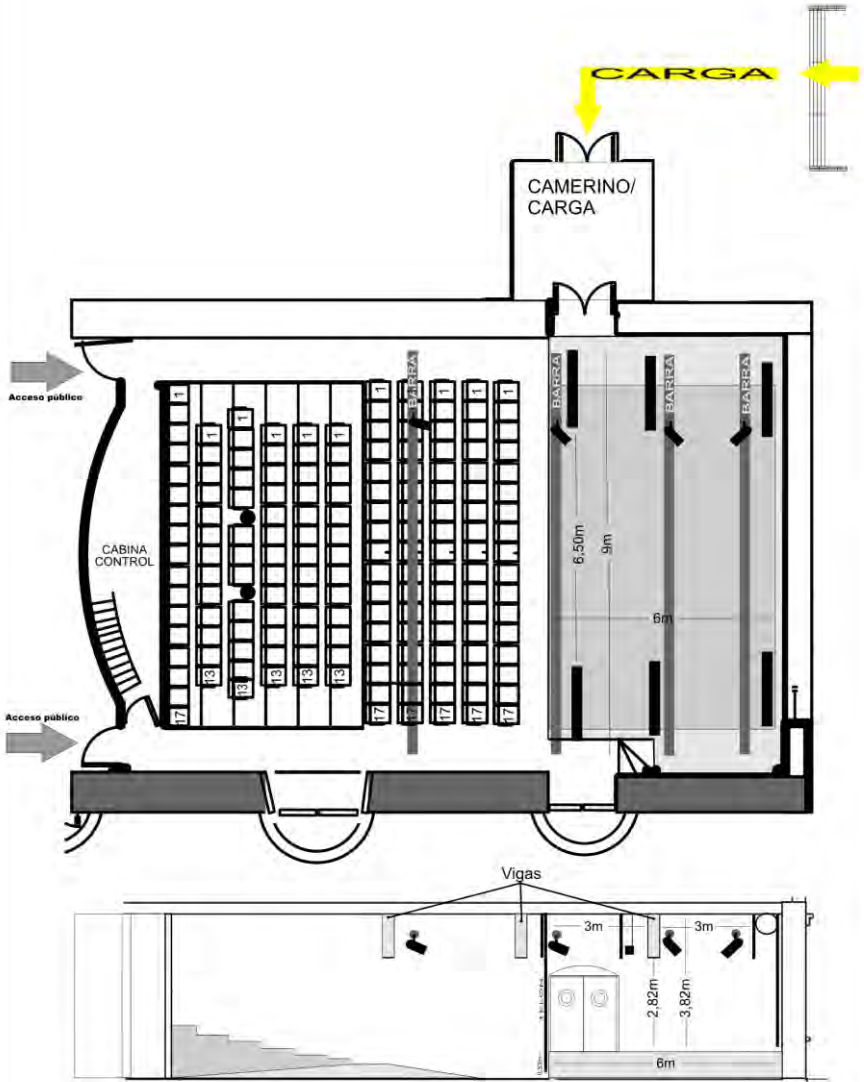 CARGA
CAMERINO/
CARGA
Acceso público
1
1
1
1
1
1
1
1
1
1
BARRA
BARRA
BARRA
BARRA
6,50m
9m
6m
CABINA
CONTROL
17
13
13
13
13
13
17
17
17
17
17
Acceso público
Vigas
3m
3m
2,82m
3,82m
6m